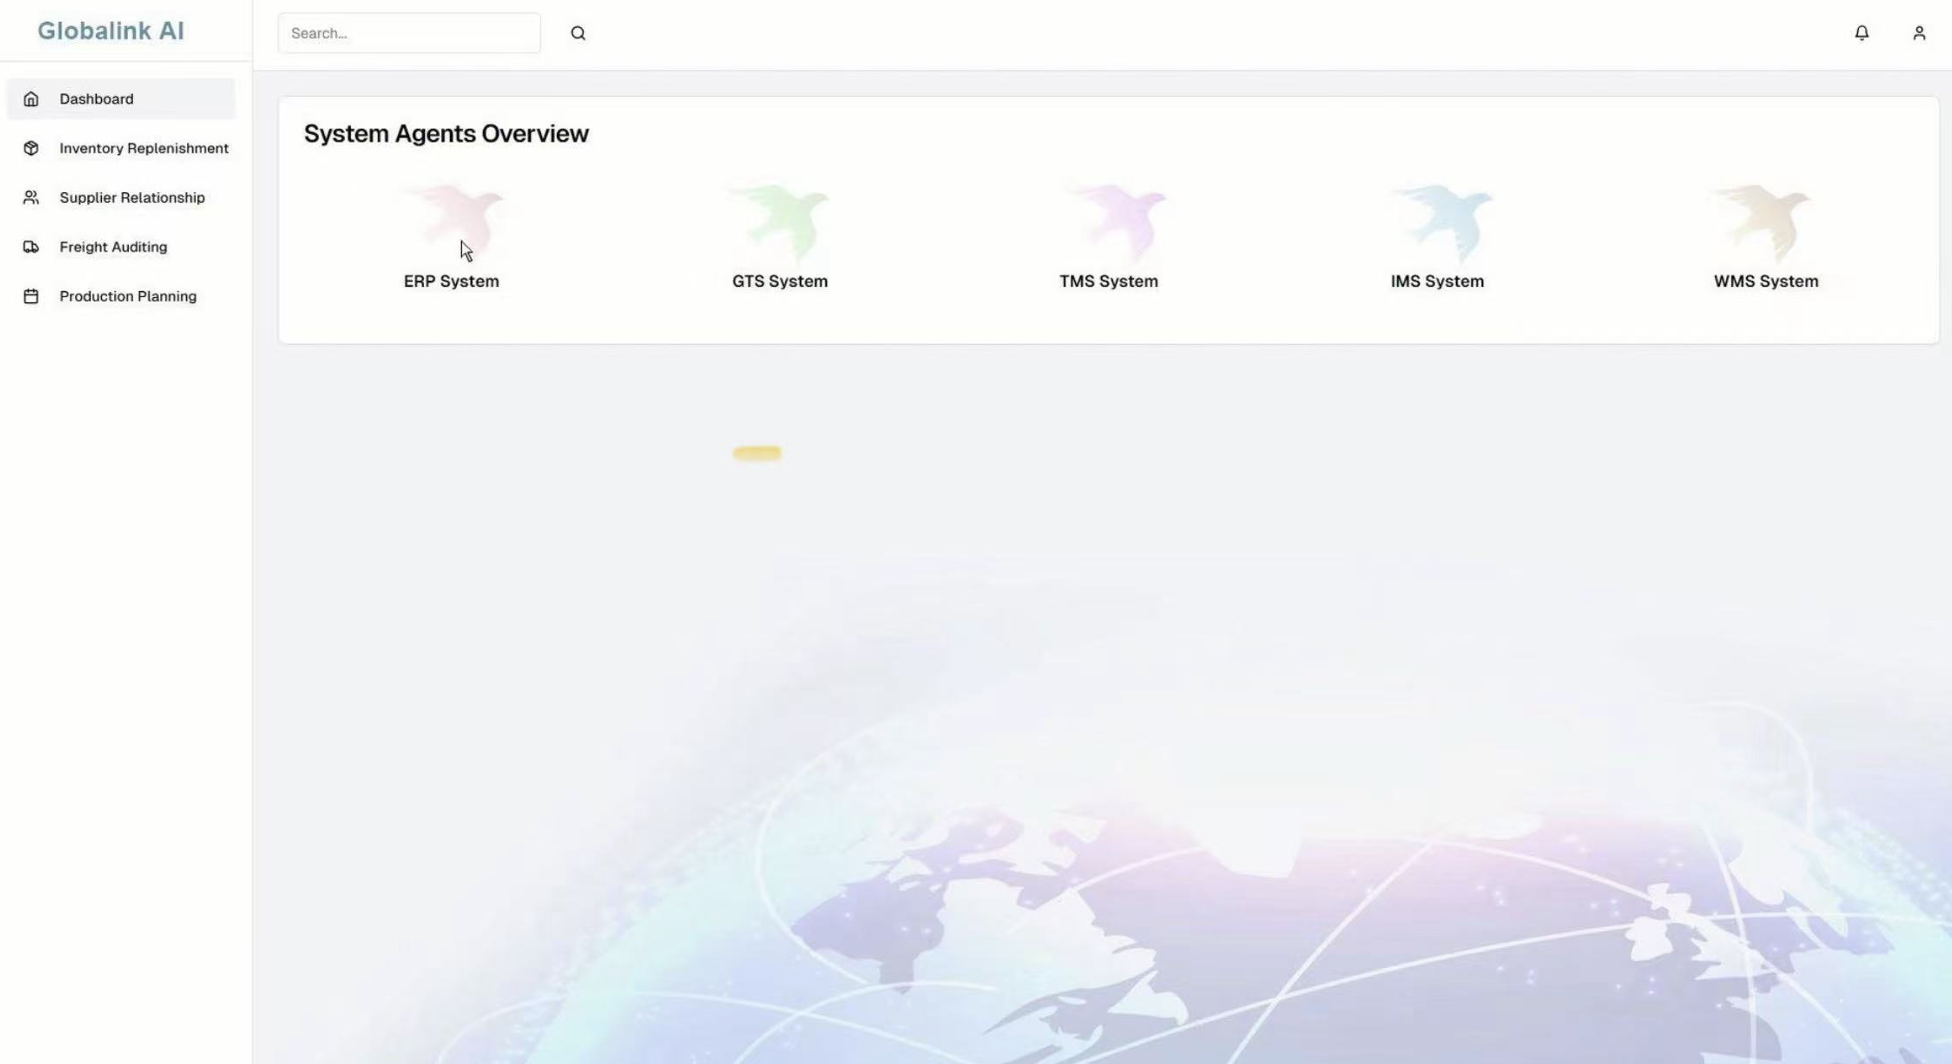 Globalink AI
Search...
Dashboard
Inventory Replenishment
Supplier Relationship
Freight Auditing
Production Planning
System Agents Overview
ERP System
GTS System
TMS System
IMS System
WMS System